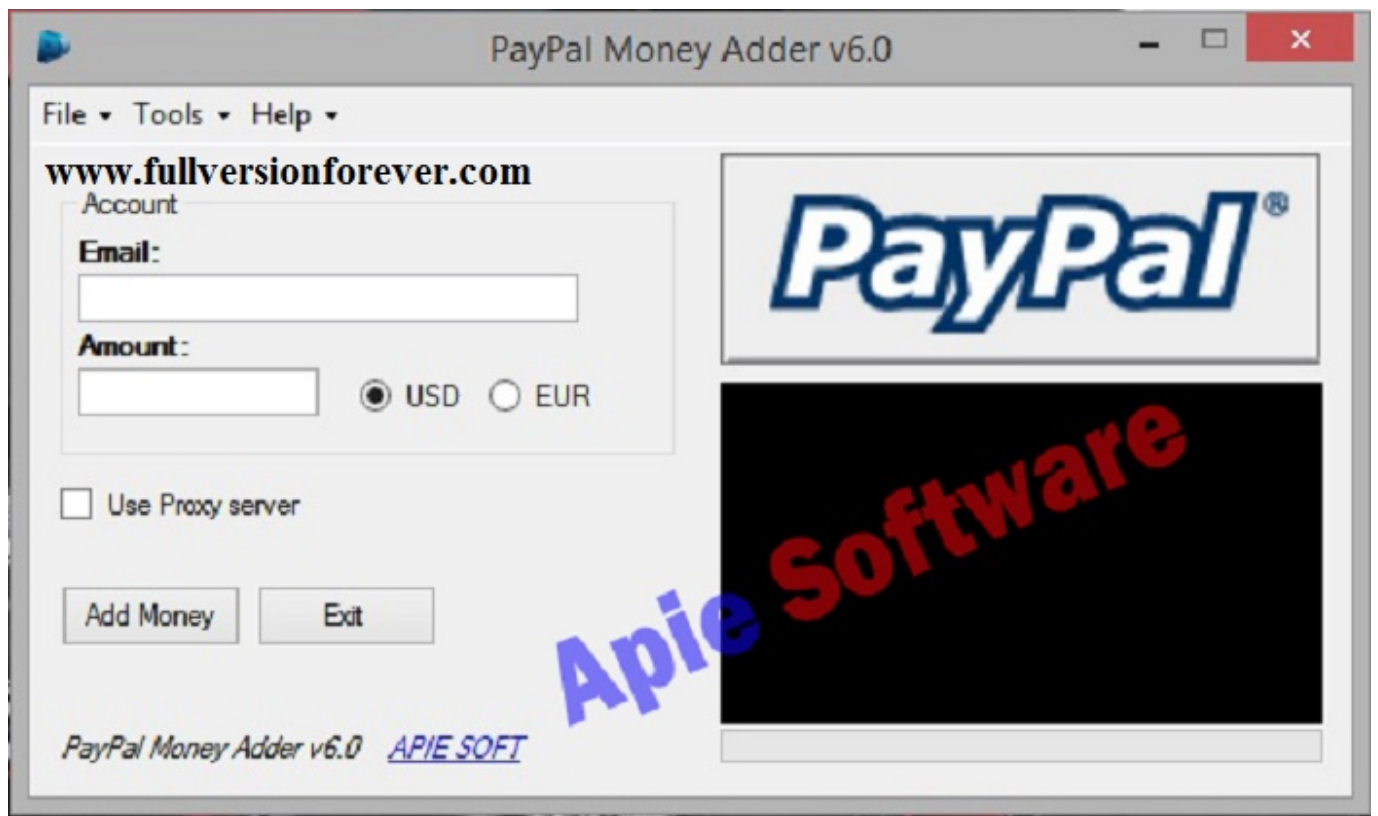 PayPal Money Adder v6.0
File Tools Help
www.fullversionforever.com
Account
Email:
Amount:
USD EUR
Use Proxy server
Add Money Exit
PayPal Money Adder v6.0 APIE SOFT
PayPal®
Apie Software